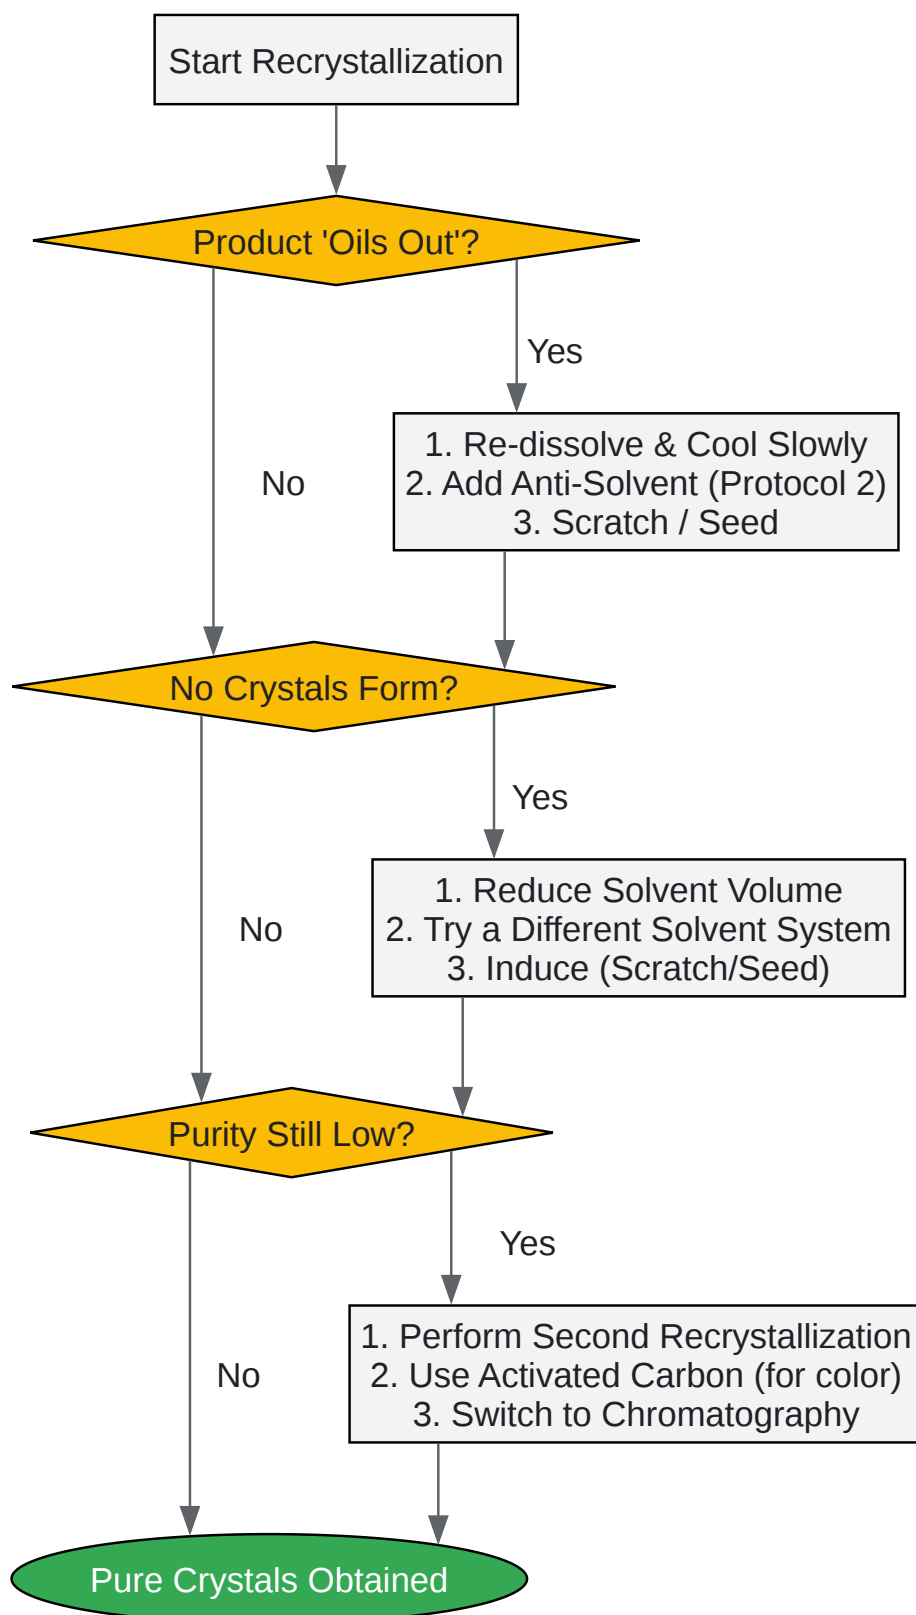 Start Recrystallization
Product 'Oils Out'?
Yes
1. Re-dissolve & Cool Slowly
2. Add Anti-Solvent (Protocol 2)
3. Scratch / Seed
No
No Crystals Form?
Yes
1. Reduce Solvent Volume
2. Try a Different Solvent System
3. Induce (Scratch/Seed)
No
Purity Still Low?
Yes
1. Perform Second Recrystallization
2. Use Activated Carbon (for color)
3. Switch to Chromatography
No
Pure Crystals Obtained